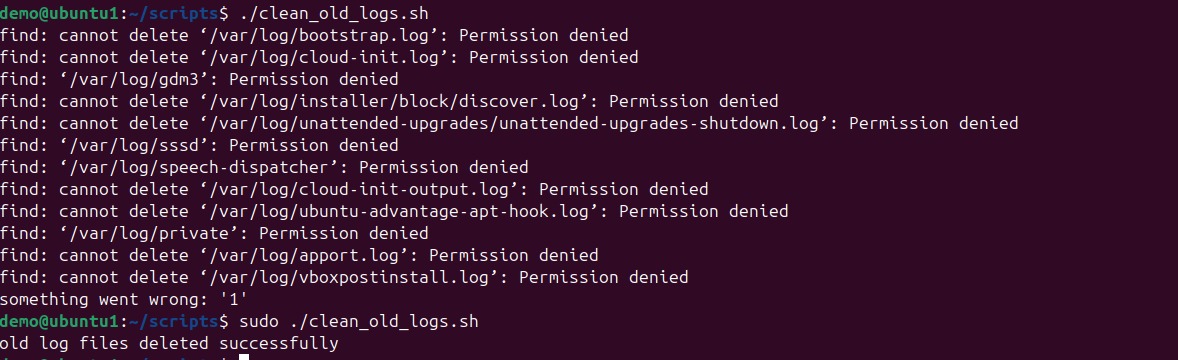 demo@ubuntu1:~/scripts$ ./clean_old_logs.sh
find: cannot delete ‘/var/log/bootstrap.log’: Permission denied
find: cannot delete ‘/var/log/cloud-init.log’: Permission denied
find: ‘/var/log/gdm3’: Permission denied
find: cannot delete ‘/var/log/installer/block/discover.log’: Permission denied
find: cannot delete ‘/var/log/unattended-upgrades/unattended-upgrades-shutdown.log’: Permission denied
find: ‘/var/log/sssd’: Permission denied
find: ‘/var/log/speech-dispatcher’: Permission denied
find: cannot delete ‘/var/log/cloud-init-output.log’: Permission denied
find: cannot delete ‘/var/log/ubuntu-advantage-apt-hook.log’: Permission denied
find: ‘/var/log/private’: Permission denied
find: cannot delete ‘/var/log/apport.log’: Permission denied
find: cannot delete ‘/var/log/vboxpostinstall.log’: Permission denied
something went wrong: '1'
demo@ubuntu1:~/scripts$ sudo ./clean_old_logs.sh
old log files deleted successfully